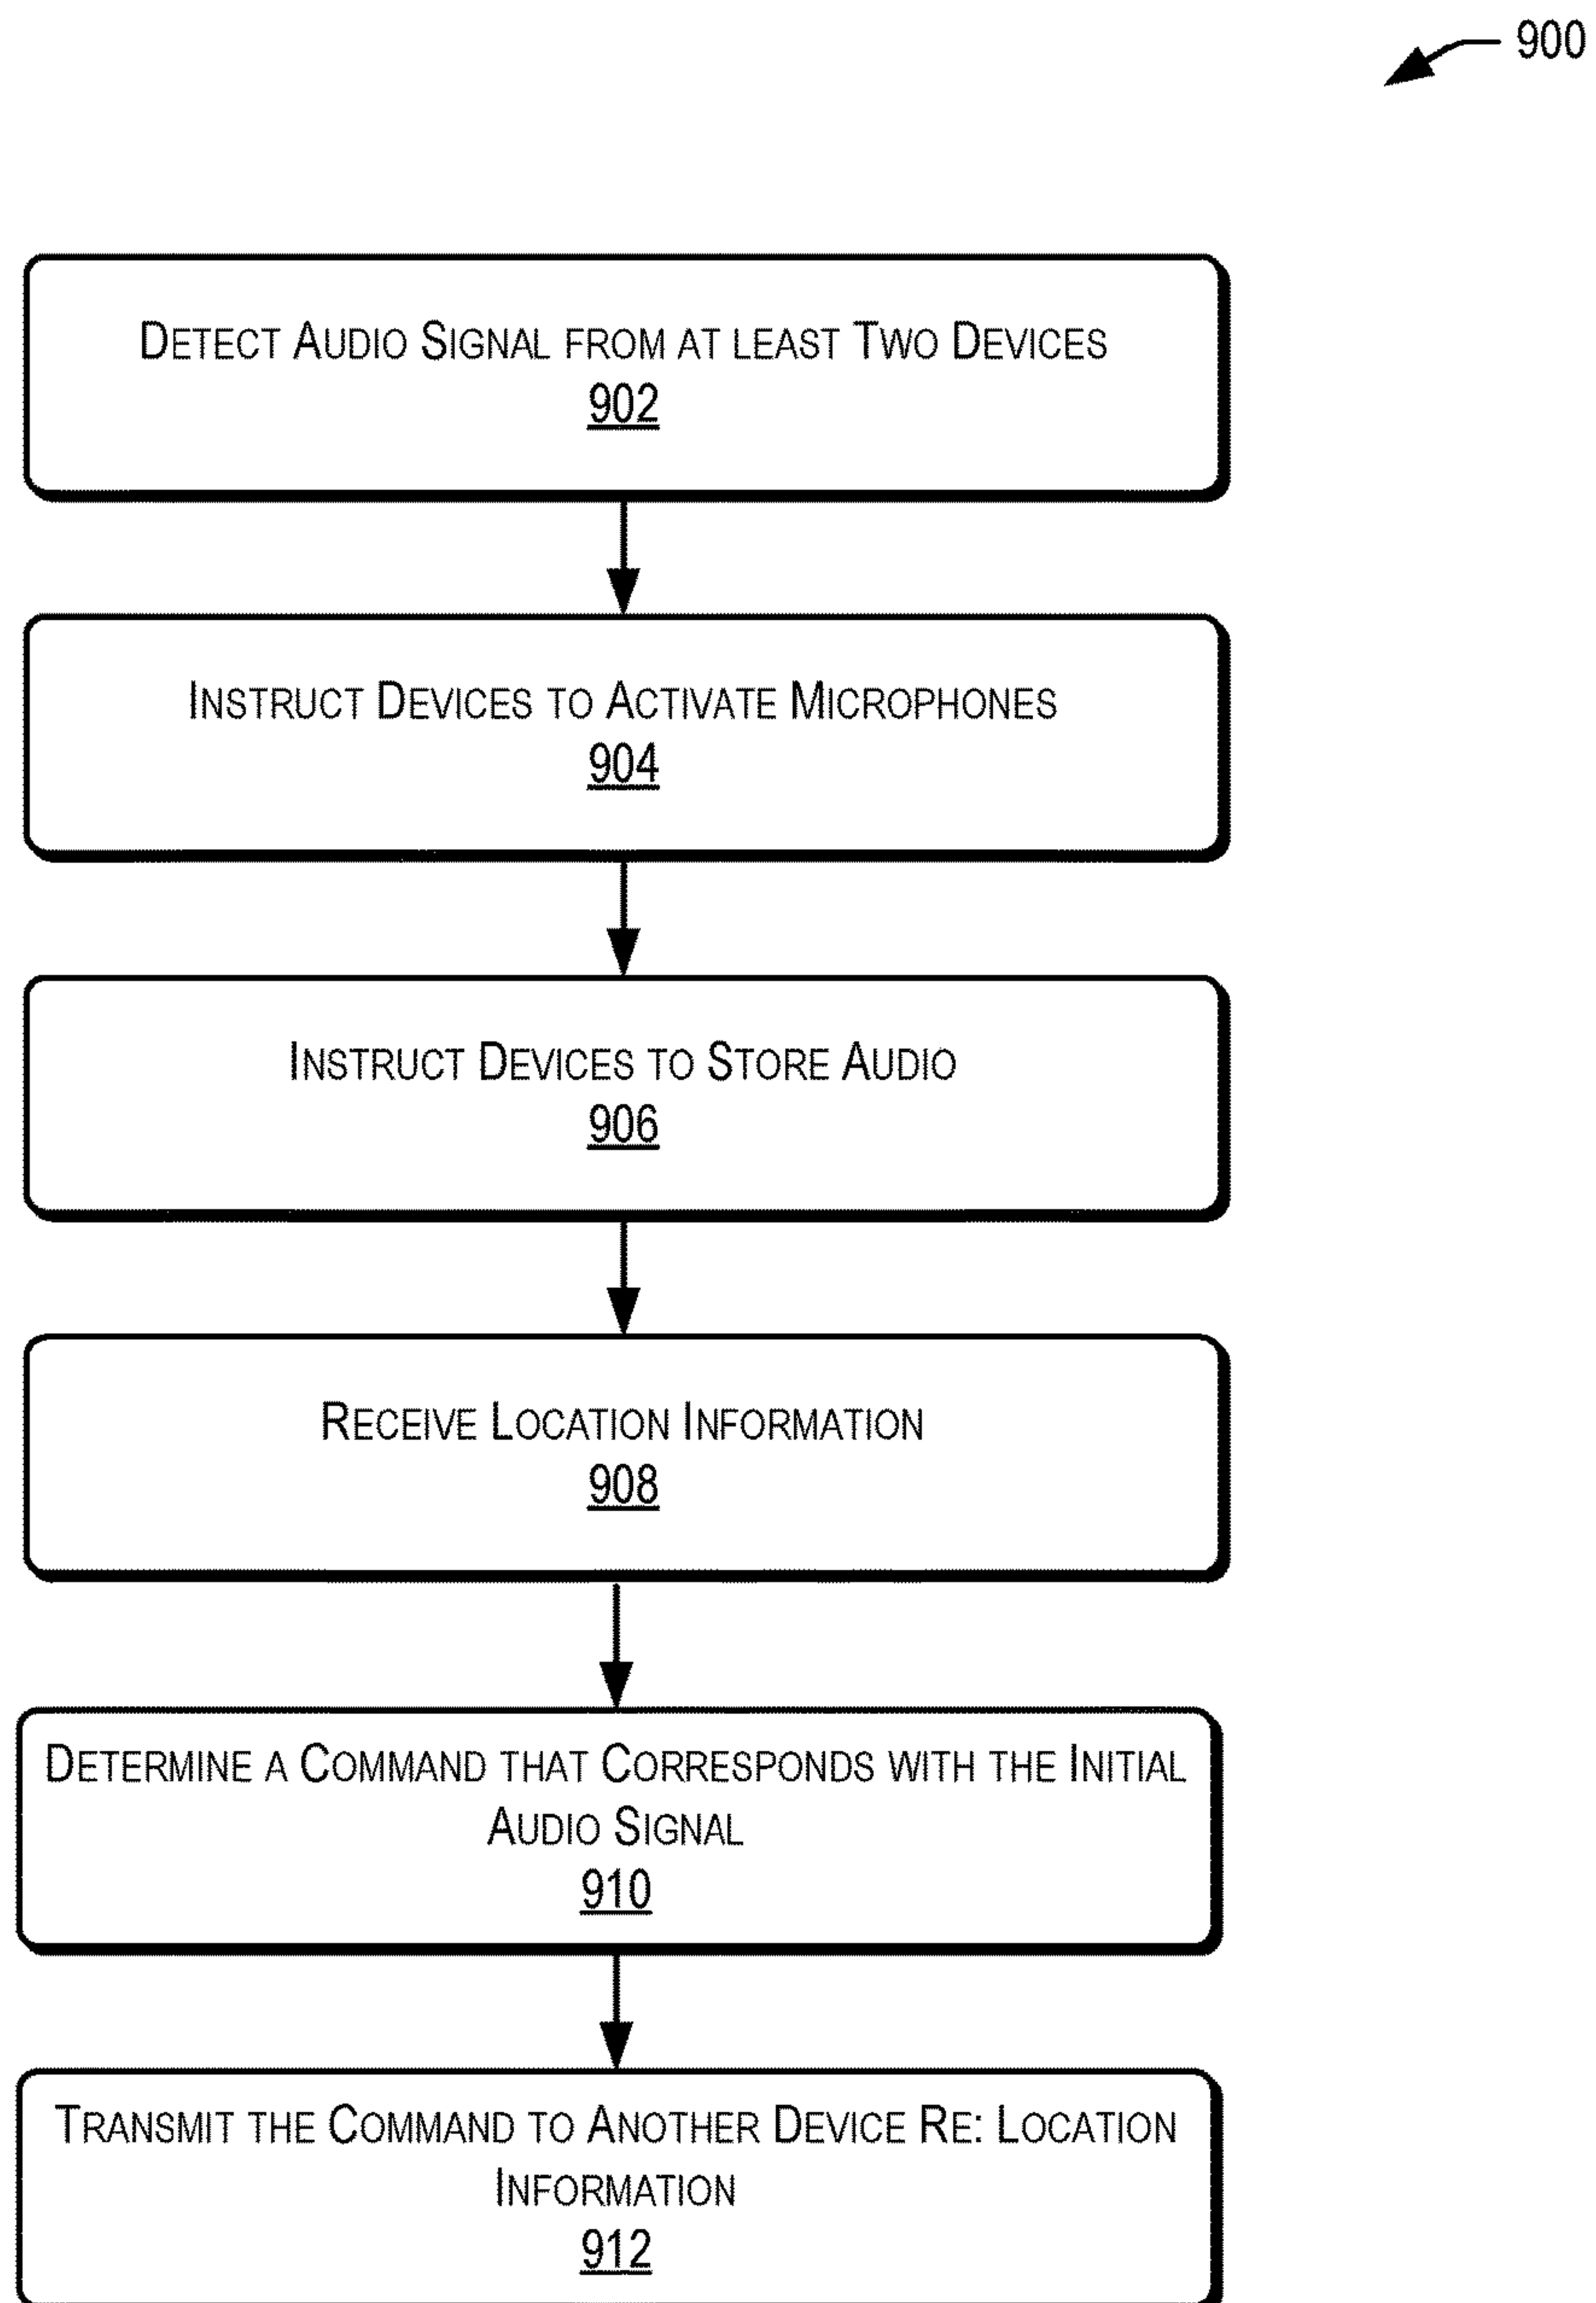 900
Detect Audio Signal from at least Two Devices
902
Instruct Devices to Activate Microphones
904
Instruct Devices to Store Audio
906
Receive Location Information
908
Determine a Command that Corresponds with the Initial
Audio Signal
910
Transmit the Command to Another Device Re: Location
Information
912